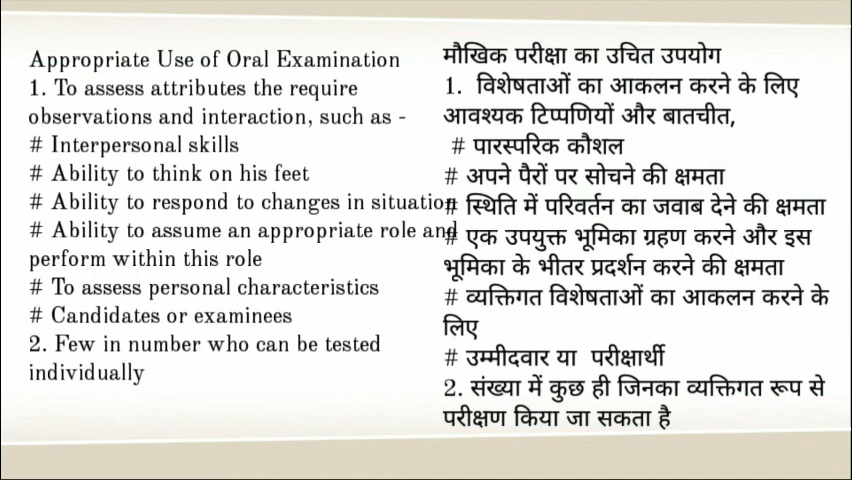 Appropriate Use of Oral Examination
1. To assess attributes the require
observations and interaction, such as -
# Interpersonal skills
# Ability to think on his feet
# Ability to respond to changes in situation
# Ability to assume an appropriate role and
perform within this role
# To assess personal characteristics
# Candidates or examinees
2. Few in number who can be tested
individually
मौखिक परीक्षा का उचित उपयोग
1. विशेषताओं का आकलन करने के लिए
आवश्यक टिप्पणियों और बातचीत,
# पारस्परिक कौशल
# अपने पैरों पर सोचने की क्षमता
# स्थिति में परिवर्तन का जवाब देने की क्षमता
# एक उपयुक्त भूमिका ग्रहण करने और इस
भूमिका के भीतर प्रदर्शन करने की क्षमता
# व्यक्तिगत विशेषताओं का आकलन करने के
लिए
# उम्मीदवार या परीक्षार्थी
2. संख्या में कुछ ही जिनका व्यक्तिगत रूप से
परीक्षण किया जा सकता है